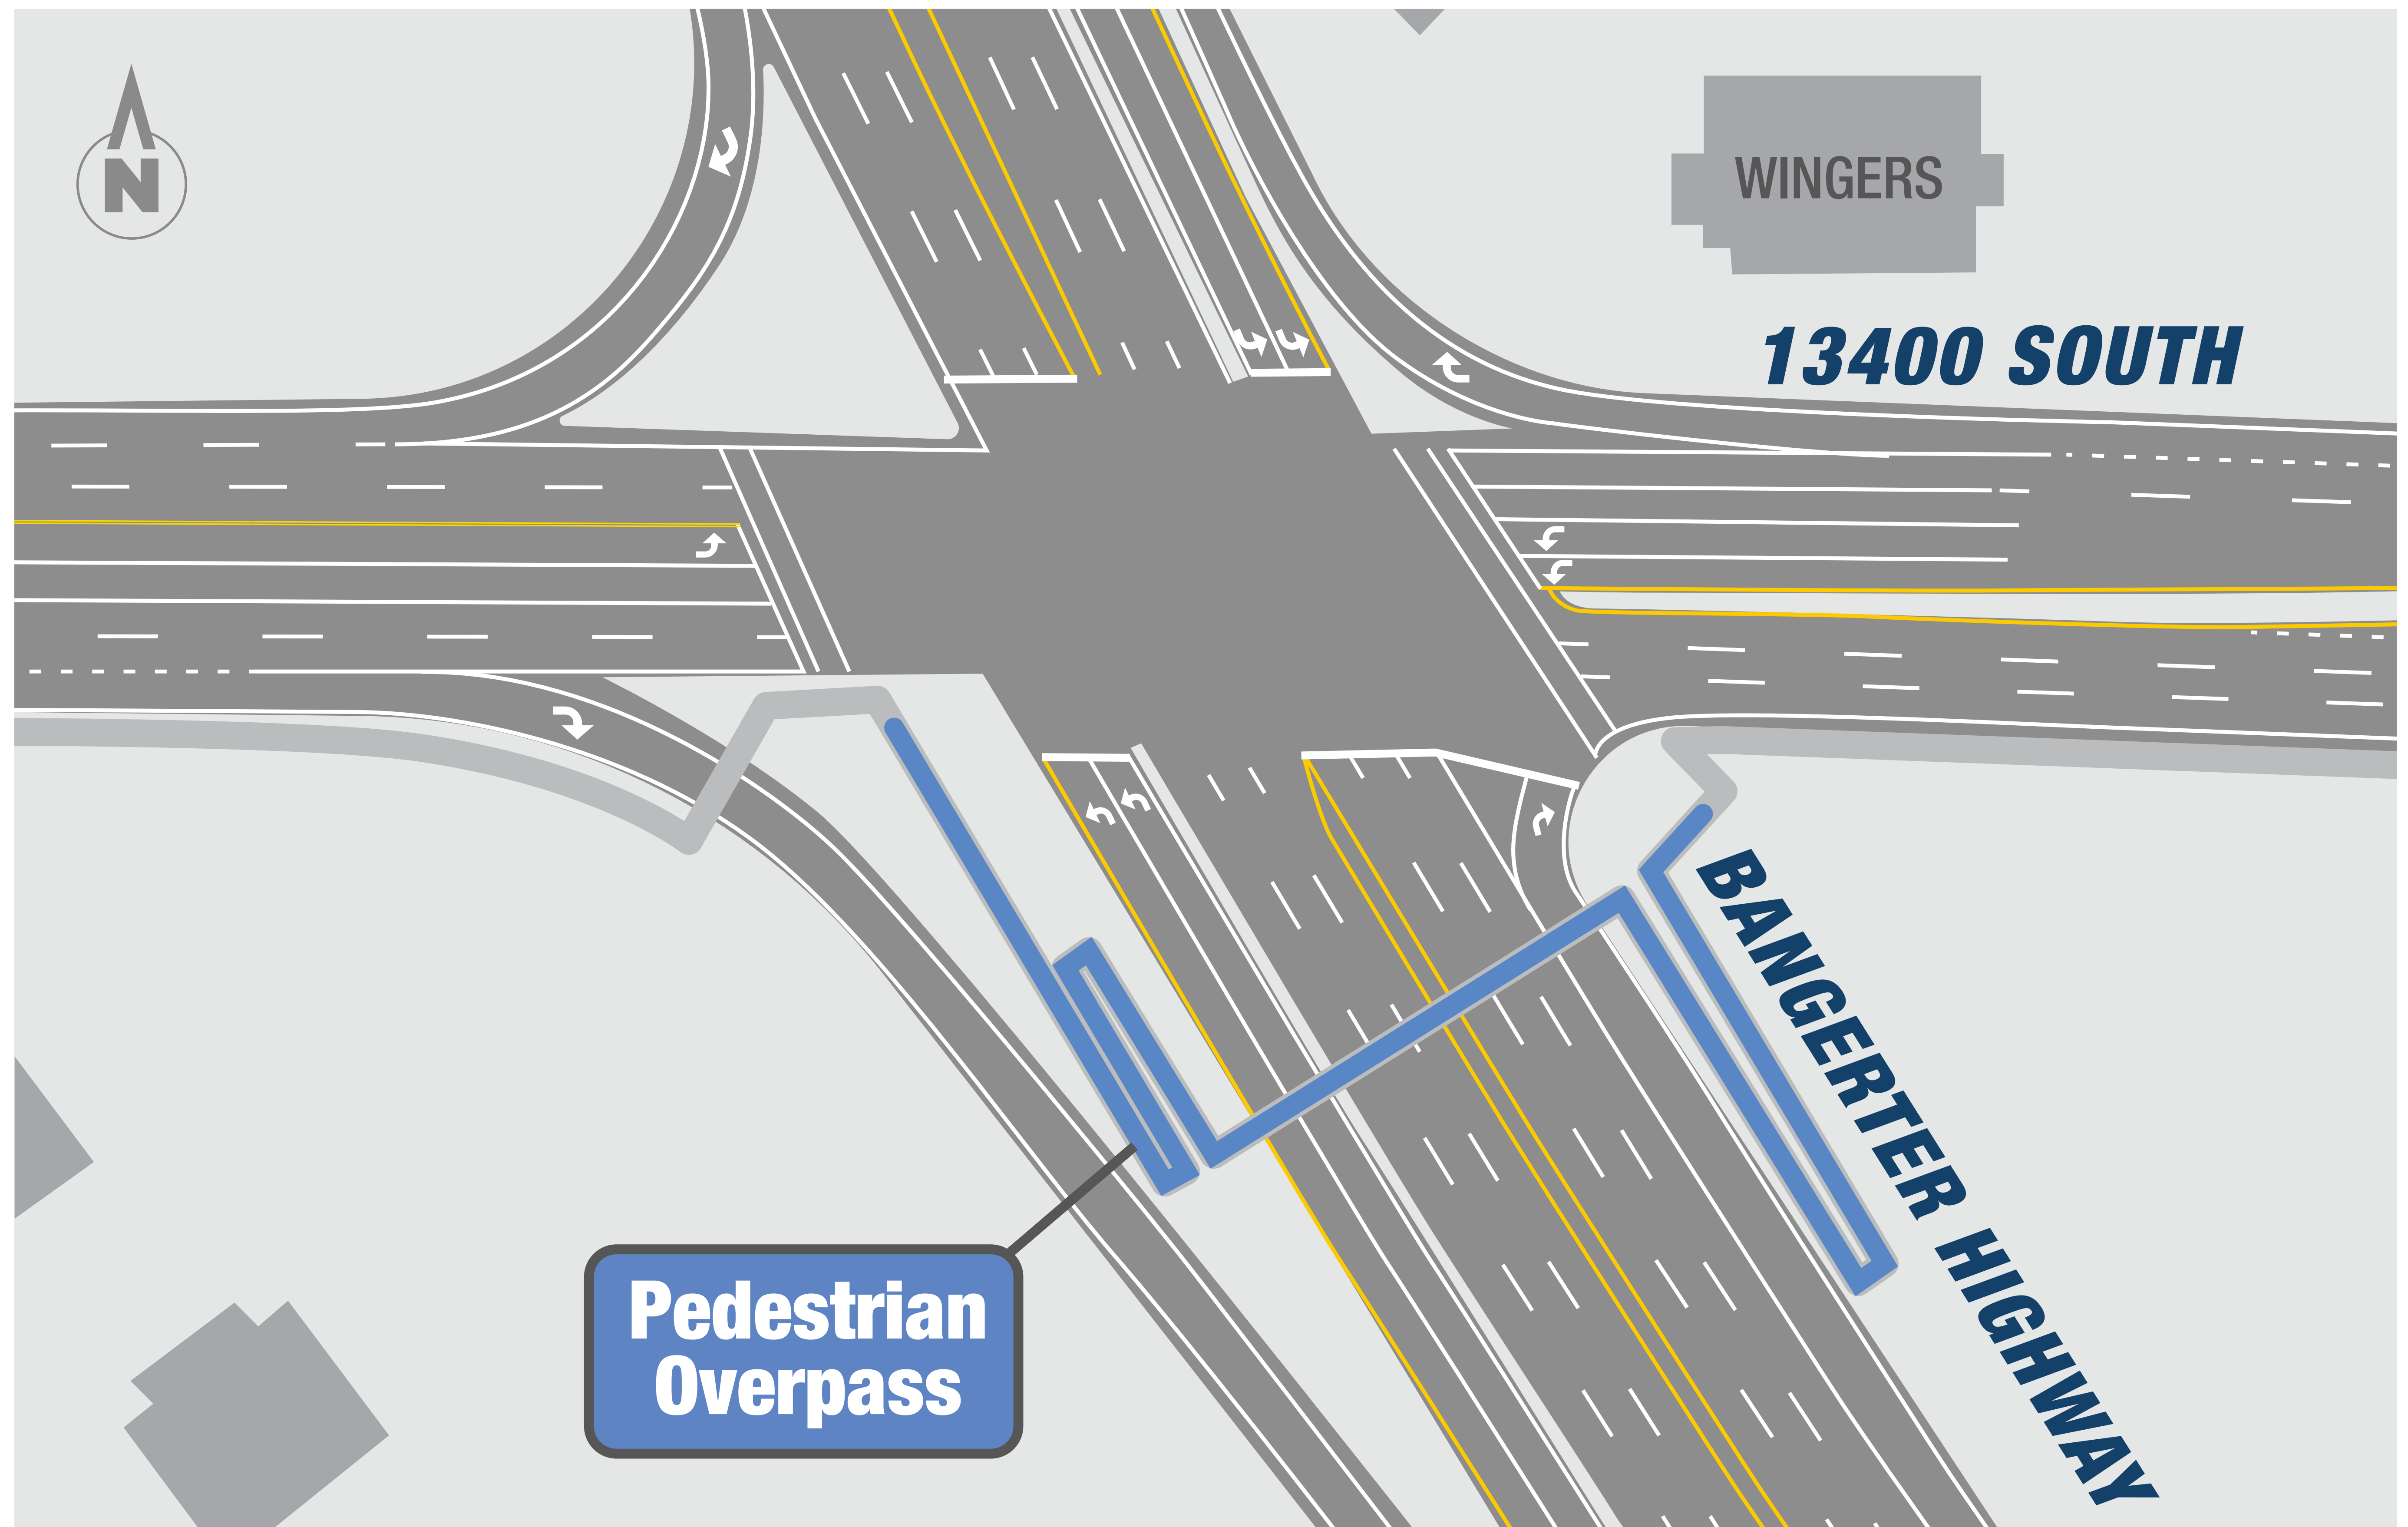 N
WINGERS
13400 SOUTH
BANGERTER HIGHWAY
Pedestrian
Overpass